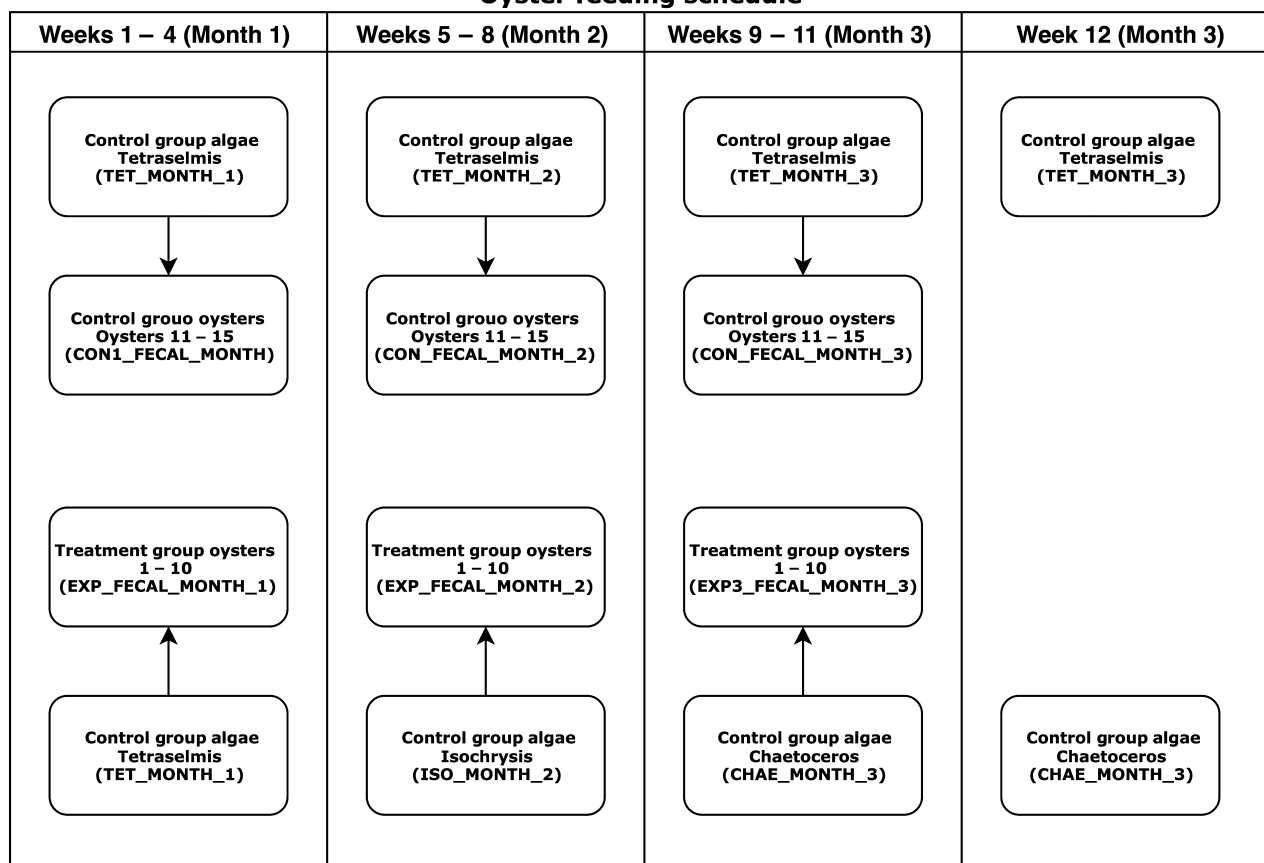 Oyster feeding schedule
Weeks 1 – 4 (Month 1)
Weeks 5 – 8 (Month 2)
Weeks 9 – 11 (Month 3)
Week 12 (Month 3)
Control group algae
Tetraselmis
(TET_MONTH_1)
Control group algae
Tetraselmis
(TET_MONTH_2)
Control group algae
Tetraselmis
(TET_MONTH_3)
Control group algae
Tetraselmis
(TET_MONTH_3)
Control grouo oysters
Oysters 11 – 15
(CON1_FECAL_MONTH)
Control grouo oysters
Oysters 11 – 15
(CON_FECAL_MONTH_2)
Control grouo oysters
Oysters 11 – 15
(CON_FECAL_MONTH_3)
Treatment group oysters
1 – 10
(EXP_FECAL_MONTH_1)
Treatment group oysters
1 – 10
(EXP_FECAL_MONTH_2)
Treatment group oysters
1 – 10
(EXP3_FECAL_MONTH_3)
Control group algae
Tetraselmis
(TET_MONTH_1)
Control group algae
Isochrysis
(ISO_MONTH_2)
Control group algae
Chaetoceros
(CHAE_MONTH_3)
Control group algae
Chaetoceros
(CHAE_MONTH_3)